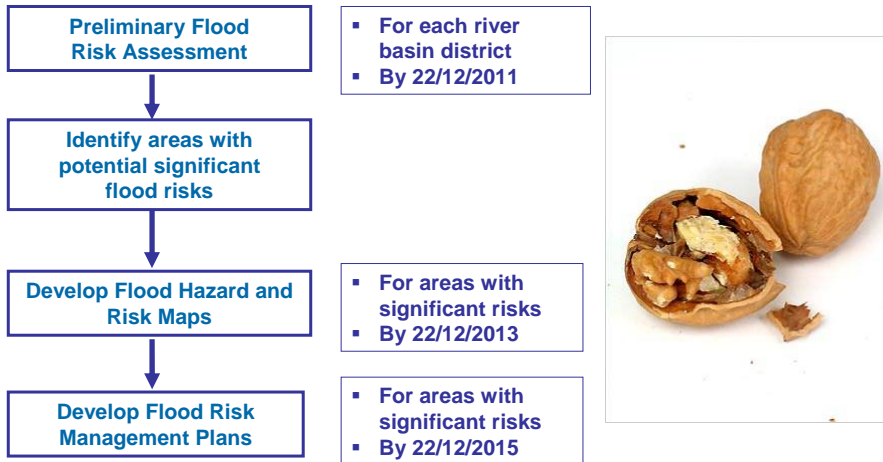 Preliminary Flood
Risk Assessment
▪ For each river
basin district
▪ By 22/12/2011
Identify areas with
potential significant
flood risks
Develop Flood Hazard and
Risk Maps
▪ For areas with
significant risks
▪ By 22/12/2013
Develop Flood Risk
Management Plans
▪ For areas with
significant risks
▪ By 22/12/2015